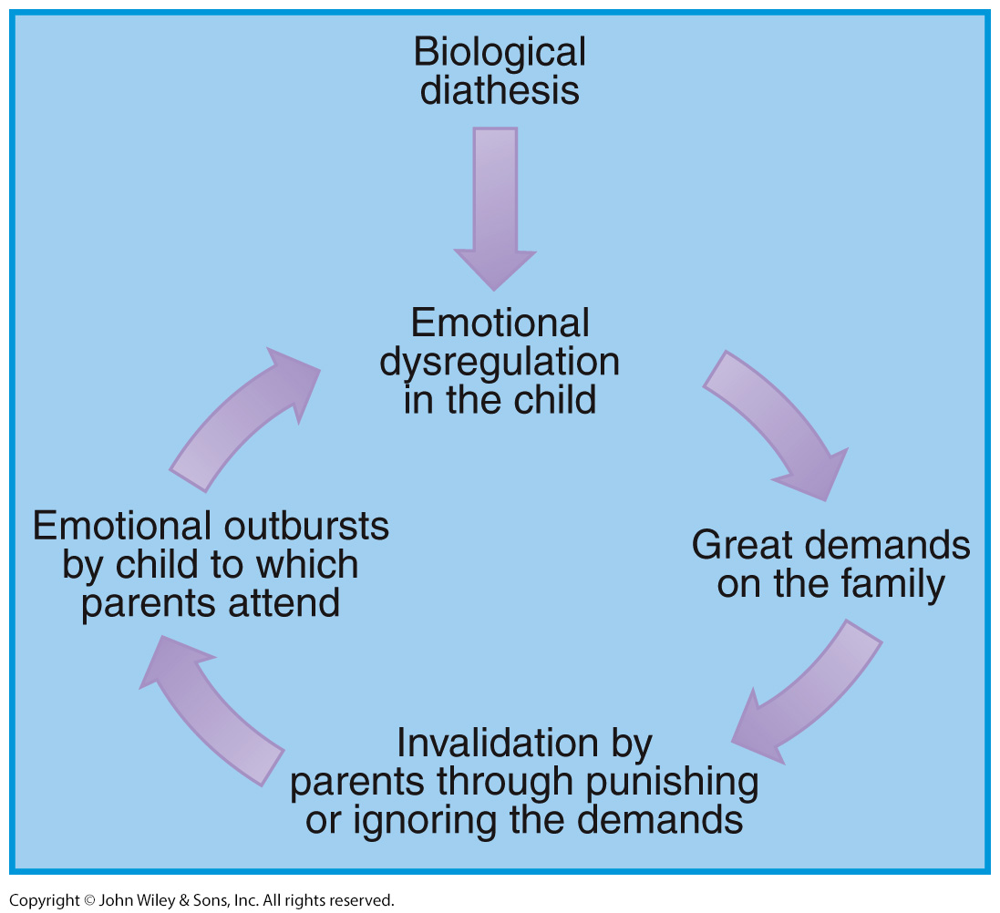 Biological
diathesis
Emotional
dysregulation
in the child
Great demands
on the family
Invalidation by
parents through punishing
or ignoring the demands
Emotional outbursts
by child to which
parents attend
Copyright © John Wiley & Sons, Inc. All rights reserved.